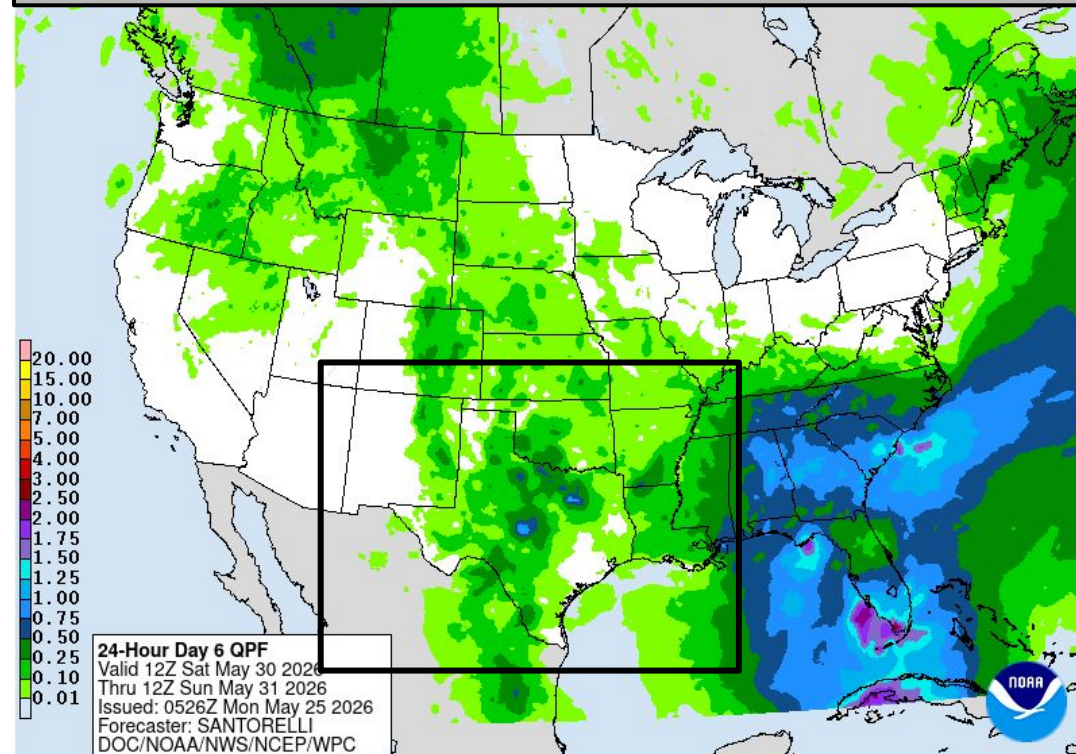 20.00
15.00
10.00
7.00
5.00
4.00
3.00
2.50
2.00
1.75
1.50
1.25
1.00
0.75
0.50
0.25
0.10
0.01
24-Hour Day 6 QPF
Valid 12Z Sat May 30 2026
Thru 12Z Sun May 31 2026
Issued: 0526Z Mon May 25 2026
Forecaster: SANTORELLI
DOC/NOAA/NWS/NCEP/WPC
NOAA